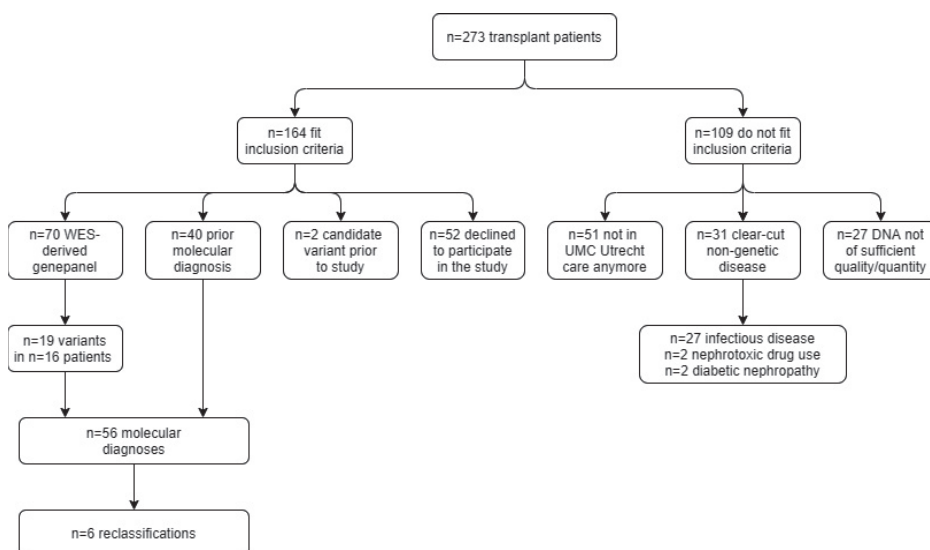 n=273 transplant patients
n=164 fit
inclusion criteria
n=109 do not fit
inclusion criteria
n=70 WES-
derived
genepanel
n=40 prior
molecular
diagnosis
n=2 candidate
variant prior
to study
n=52 declined
to participate
in the study
n=51 not in
UMC Utrecht
care anymore
n=31 clear-cut
non-genetic
disease
n=27 DNA not
of sufficient
quality/quantity
n=19 variants
in n=16 patients
n=27 infectious disease
n=2 nephrotoxic drug use
n=2 diabetic nephropathy
n=56 molecular
diagnoses
n=6 reclassifications